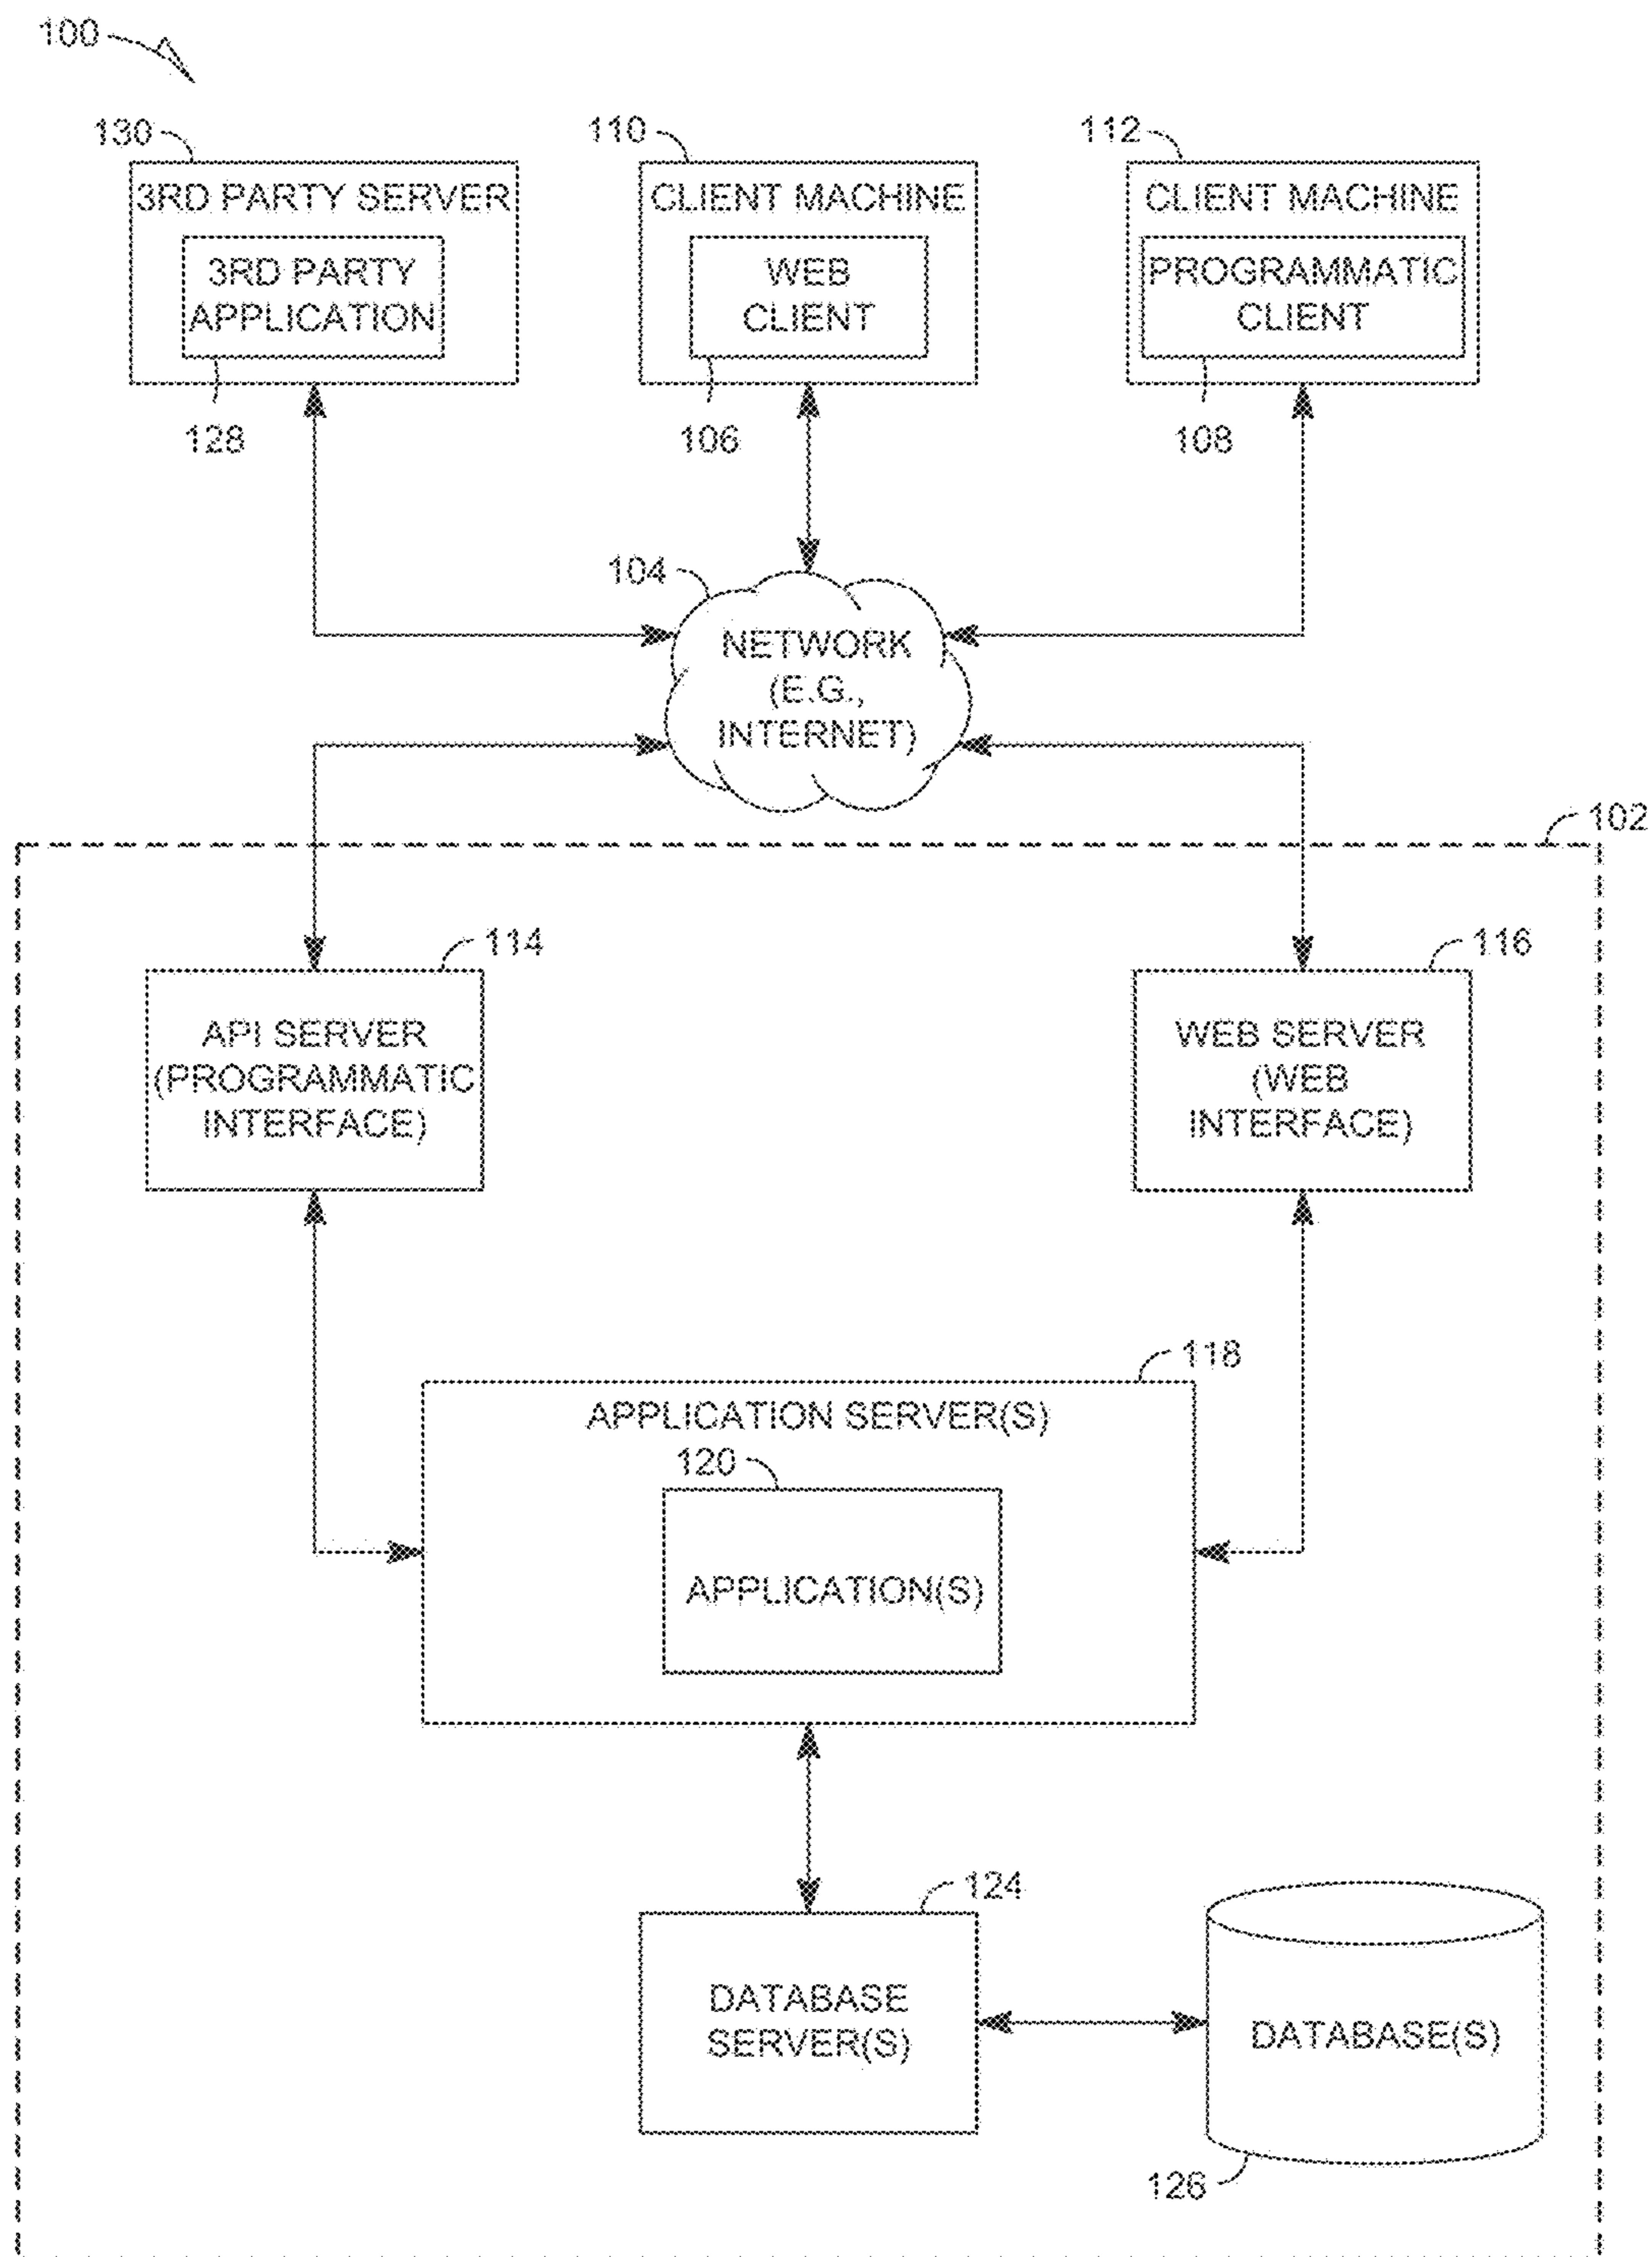 100
130
110
112
3RD PARTY SERVER
3RD PARTY
APPLICATION
CLIENT MACHINE
WEB
CLIENT
CLIENT MACHINE
PROGRAMMATIC
CLIENT
128
106
108
104
NETWORK
(E.G.,
INTERNET)
102
114
116
API SERVER
(PROGRAMMATIC
INTERFACE)
WEB SERVER
(WEB
INTERFACE)
118
APPLICATION SERVER(S)
120
APPLICATION(S)
124
DATABASE
SERVER(S)
DATABASE(S)
126